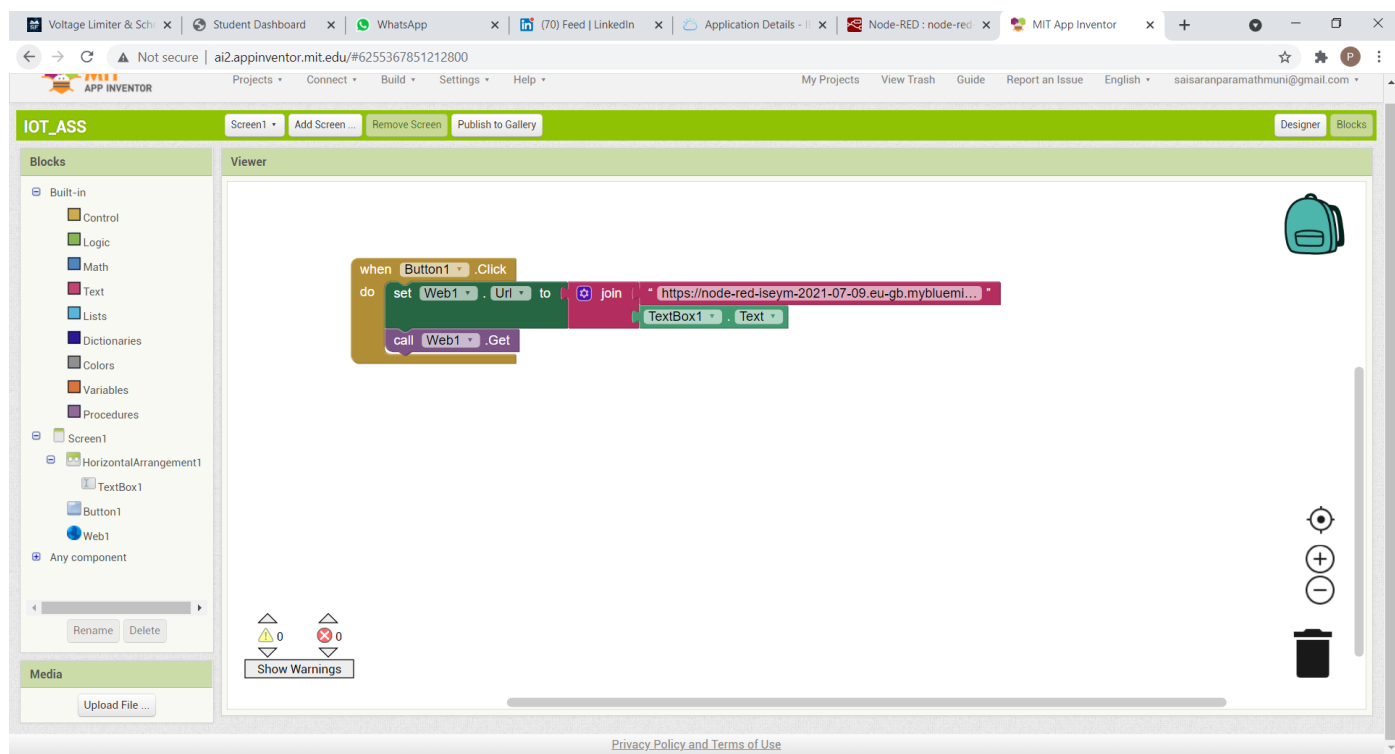 Voltage Limiter & Sch Student Dashboard WhatsApp (70) Feed | LinkedIn Application Details - Node-RED : node-red MIT App Inventor
Not secure | ai2.appinventor.mit.edu/#6255367851212800 P
MIT
APP INVENTOR
Projects Connect Build Settings Help My Projects View Trash Guide Report an Issue English saisaranparamathmuni@gmail.com
IOT_ASS Screen1 Add Screen ... Remove Screen Publish to Gallery Designer Blocks
Blocks Viewer
Built-in
Control
Logic
Math
Text
Lists
Dictionaries
Colors
Variables
Procedures
Screen1
HorizontalArrangement1
TextBox1
Button1
Web1
Any component
when Button1 .Click
do set Web1 . Url to join " https://node-red-iseym-2021-07-09.eu-gb.mybluemi... "
TextBox1 . Text
call Web1 .Get
Rename Delete
0 0
Show Warnings
Media
Upload File ...
Privacy Policy and Terms of Use